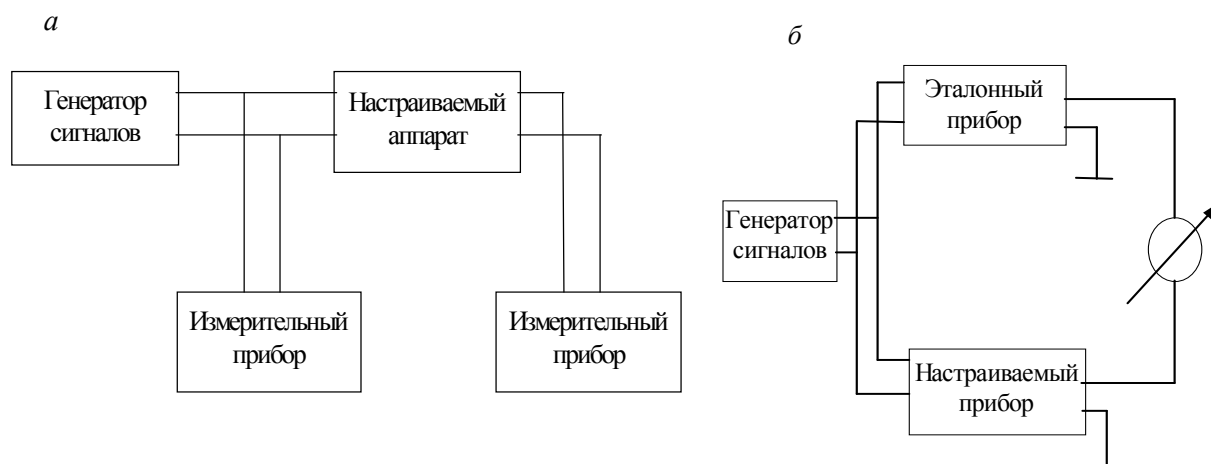 а
Генератор
сигналов
Настраиваемый
аппарат
Измерительный
прибор
Измерительный
прибор
б
Эталонный
прибор
Генератор
сигналов
Настраиваемый
прибор